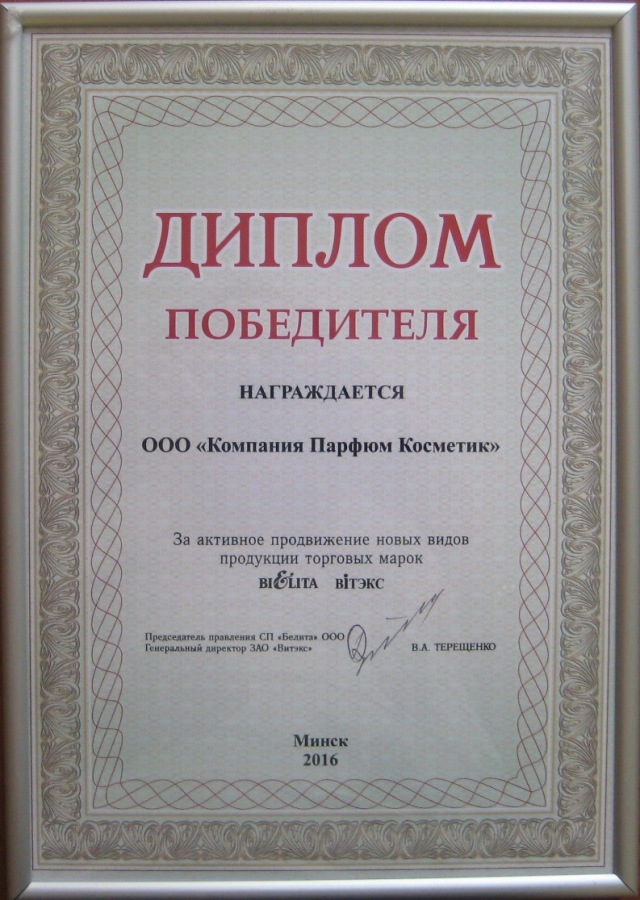 ДИПЛОМ
ПОБЕДИТЕЛЯ
НАГРАЖДАЕТСЯ
ООО «Компания Парфюм Косметик»
За активное продвижение новых видов
продукции торговых марок
BIЄLITA ВІТЭКС
Председатель правления СП «Белита» ООО
Генеральный директор ЗАО «Витэкс» В.А. ТЕРЕЩЕНКО
Минск
2016